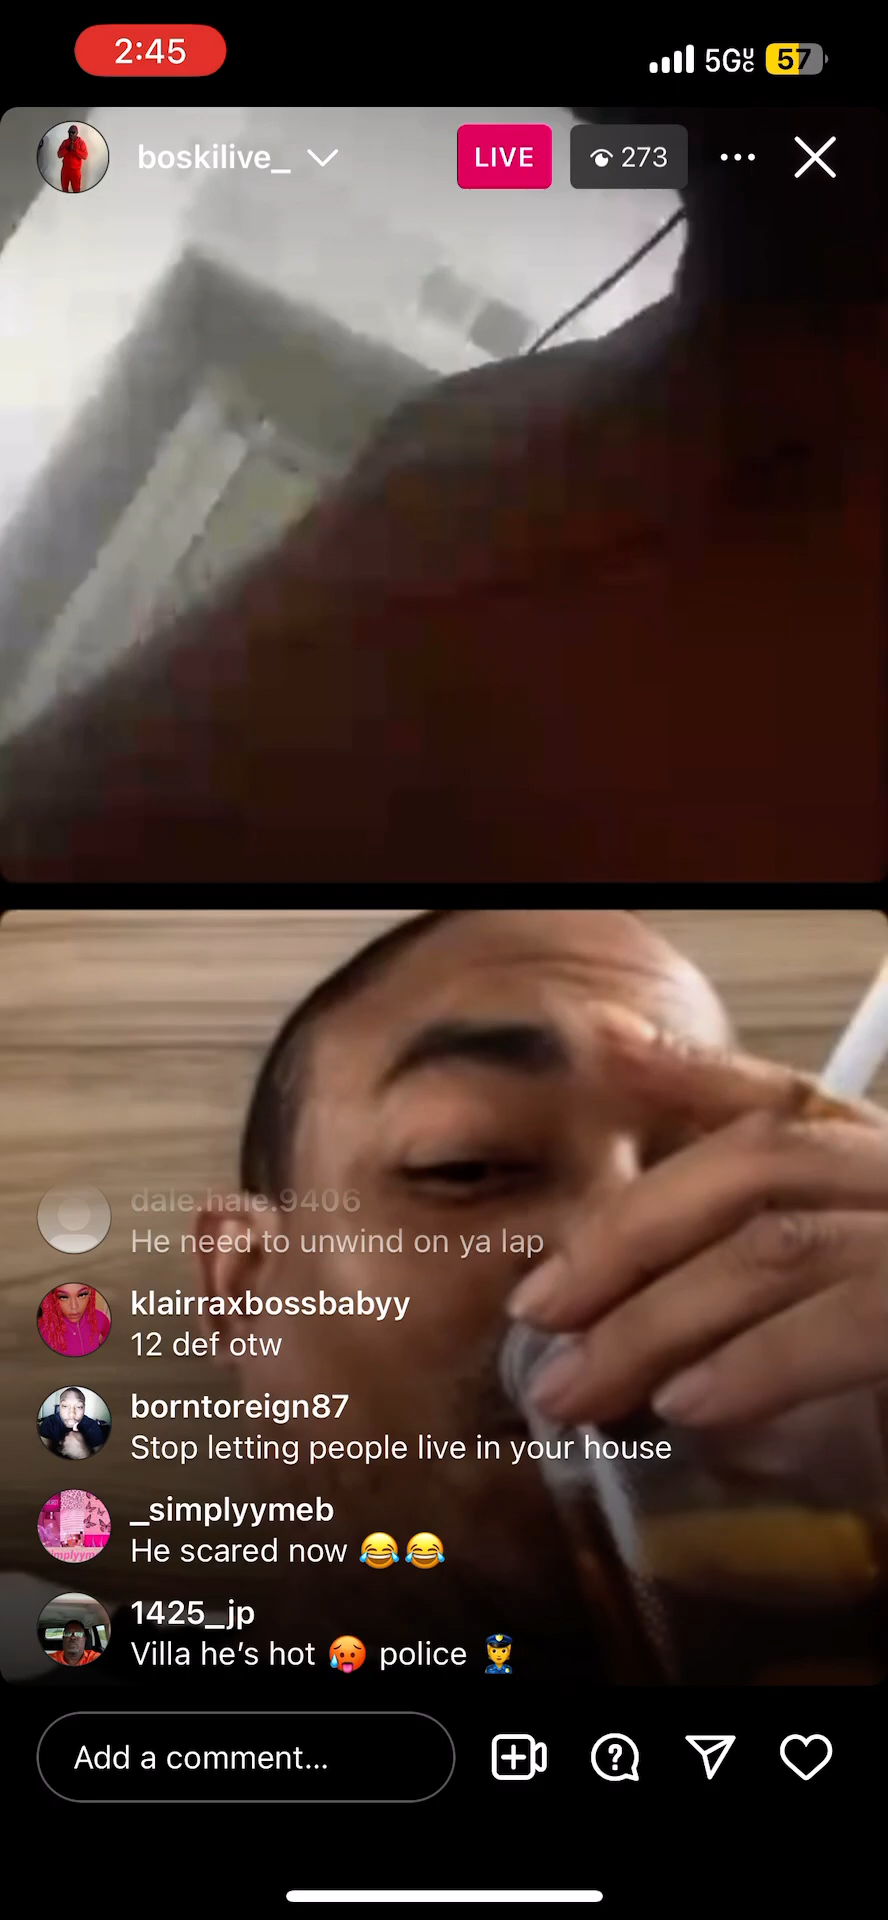 2:45
5GUC 57
boskilive_
LIVE
273
dale.hale.9406
He need to unwind on ya lap
klairraxbossbabyy
12 def otw
borntoreign87
Stop letting people live in your house
_simplyymeb
He scared now 😂😂
1425_jp
Villa he’s hot 🥵 police 👮
Add a comment...